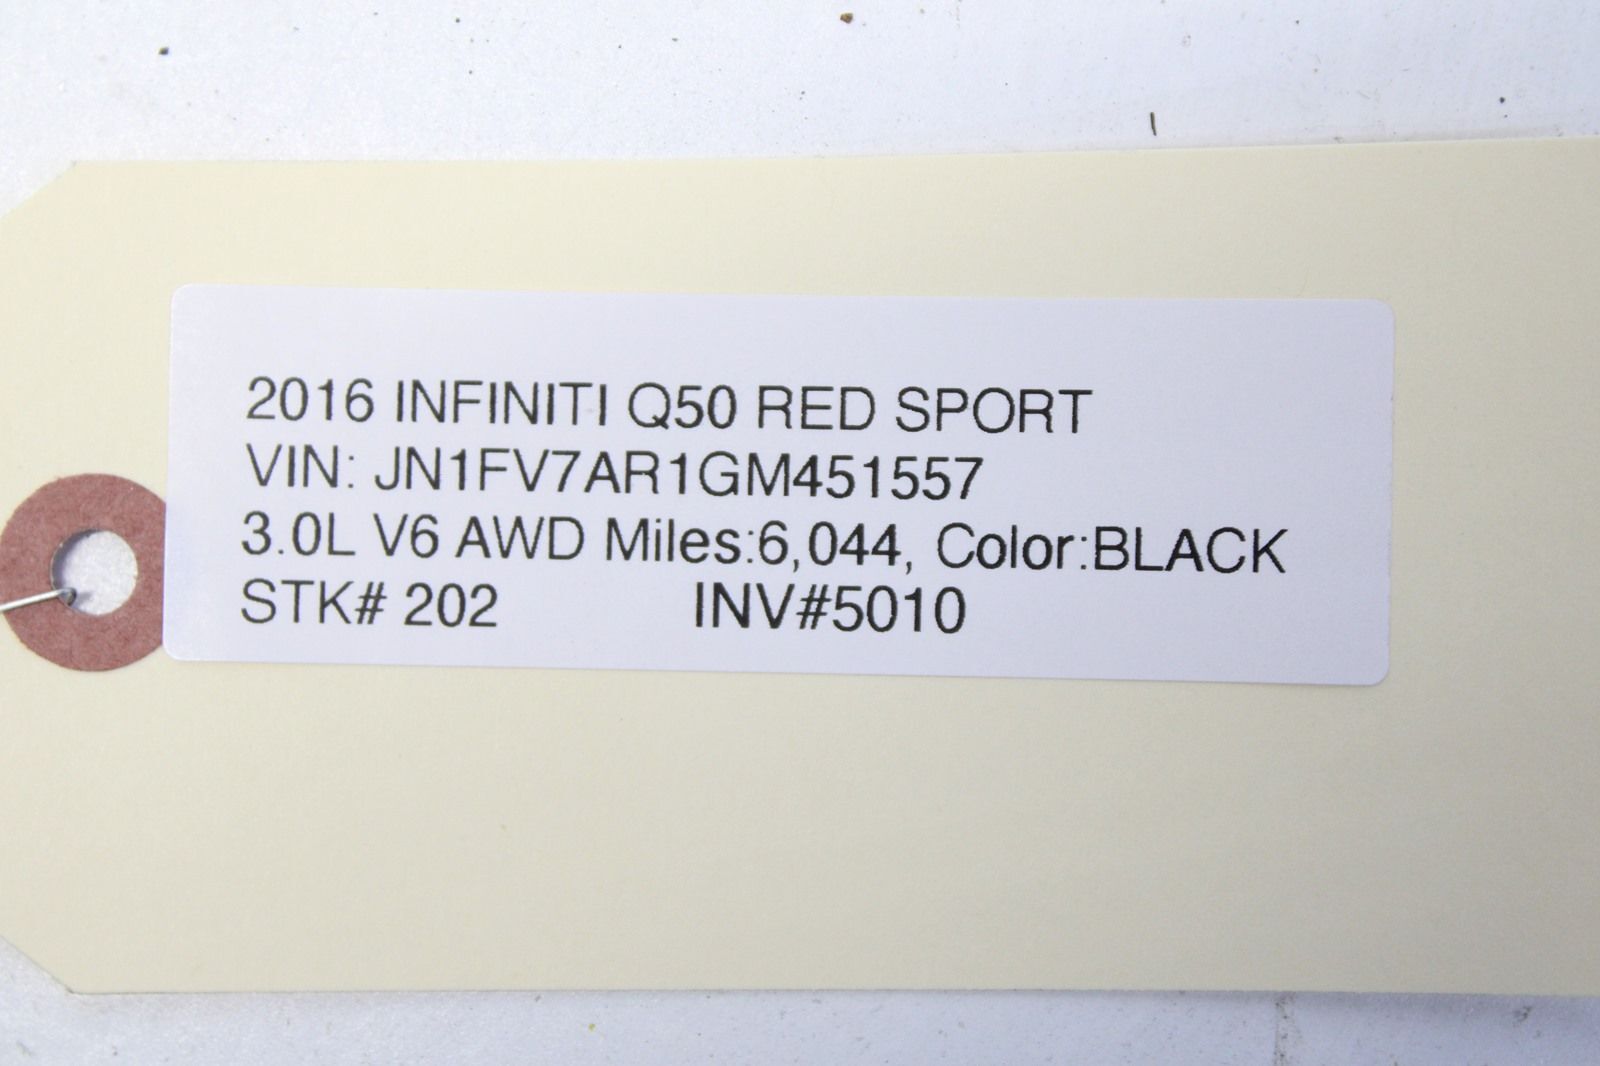 2016 INFINITI Q50 RED SPORT
VIN: JN1FV7AR1GM451557
3.0L V6 AWD Miles:6,044, Color:BLACK
STK# 202 INV#5010